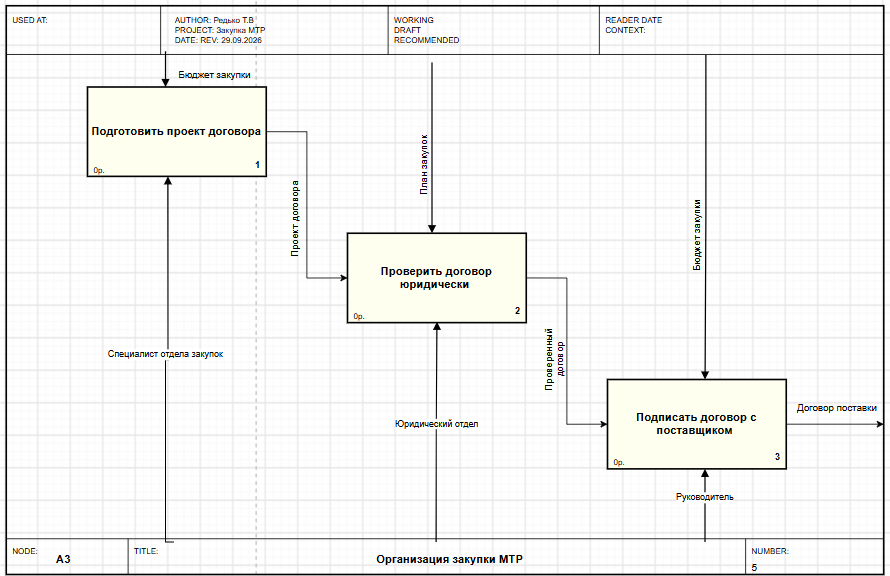 USED AT:
AUTHOR: Редько Т.В
PROJECT: Закупка МТР
DATE: REV: 29.09.2026
WORKING
DRAFT
RECOMMENDED
READER DATE
CONTEXT:
Бюджет закупки
Подготовить проект договора
0р.
1
План закупок
Бюджет закупки
Проект договора
Проверить договор
юридически
0р.
2
Специалист отдела закупок
Проверенный
договор
Юридический отдел
Подписать договор с
поставщиком
0р.
3
Договор поставки
Руководитель
NODE:
A3
TITLE:
Организация закупки МТР
NUMBER:
5